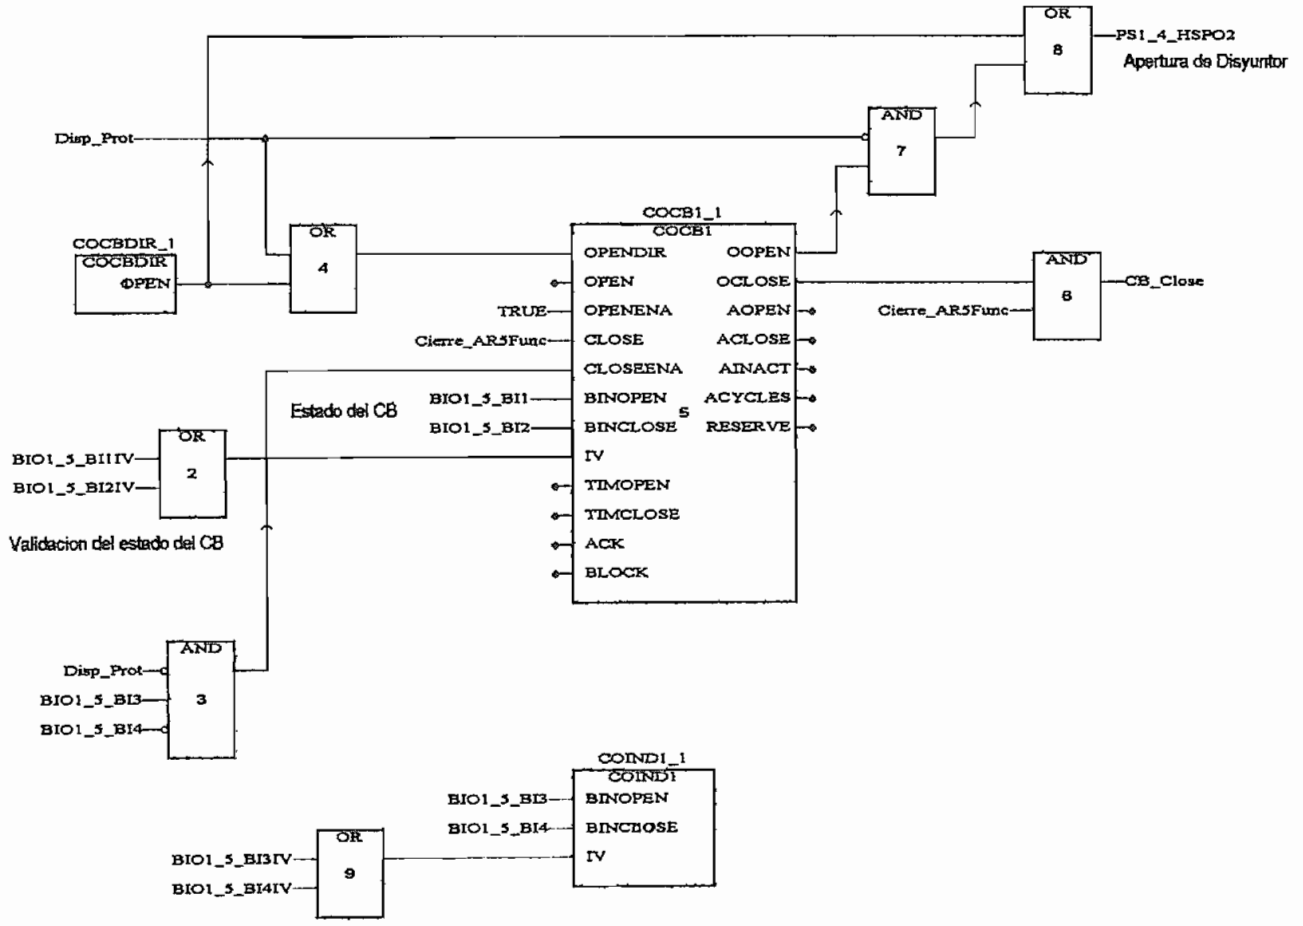 OR
8
PS1_4_HSPO2
Apertura de Disyuntor
Disp_Prot
AND
7
COCBDIR_1
COCBDIR
OPEN
OR
4
COCB1_1
COCB1
OPENDIR
OOPEN
OPEN
OCLOSE
TRUE
OPENENA
AOPEN
Cierre_AR5Func
CLOSE
ACLOSE
CLOSEENA
AINACT
BIO1_5_BI1
BINOPEN
ACYCLES
5
BIO1_5_BI2
BINCLOSE
RESERVE
IV
TIMOPEN
TIMCLOSE
ACK
BLOCK
AND
6
Cierre_AR5Func
CB_Close
Estado del CB
OR
2
BIO1_5_BI1IV
BIO1_5_BI2IV
Validacion del estado del CB
AND
3
Disp_Prot
BIO1_5_BI3
BIO1_5_BI4
COIND1_1
COIND1
BIO1_5_BI3
BINOPEN
BIO1_5_BI4
BINCLOSE
IV
OR
9
BIO1_5_BI3IV
BIO1_5_BI4IV